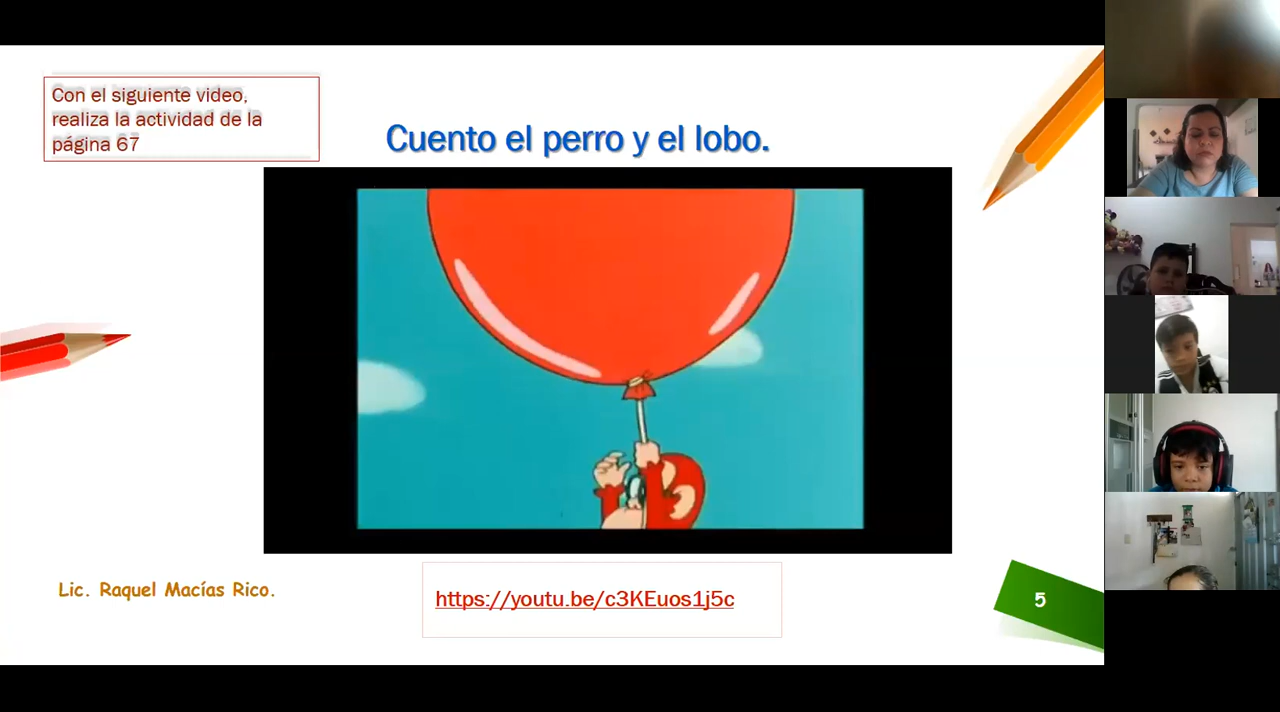 Con el siguiente video,
realiza la actividad de la
página 67
Cuento el perro y el lobo.
Lic. Raquel Macías Rico.
https://youtu.be/c3KEuos1j5c
5